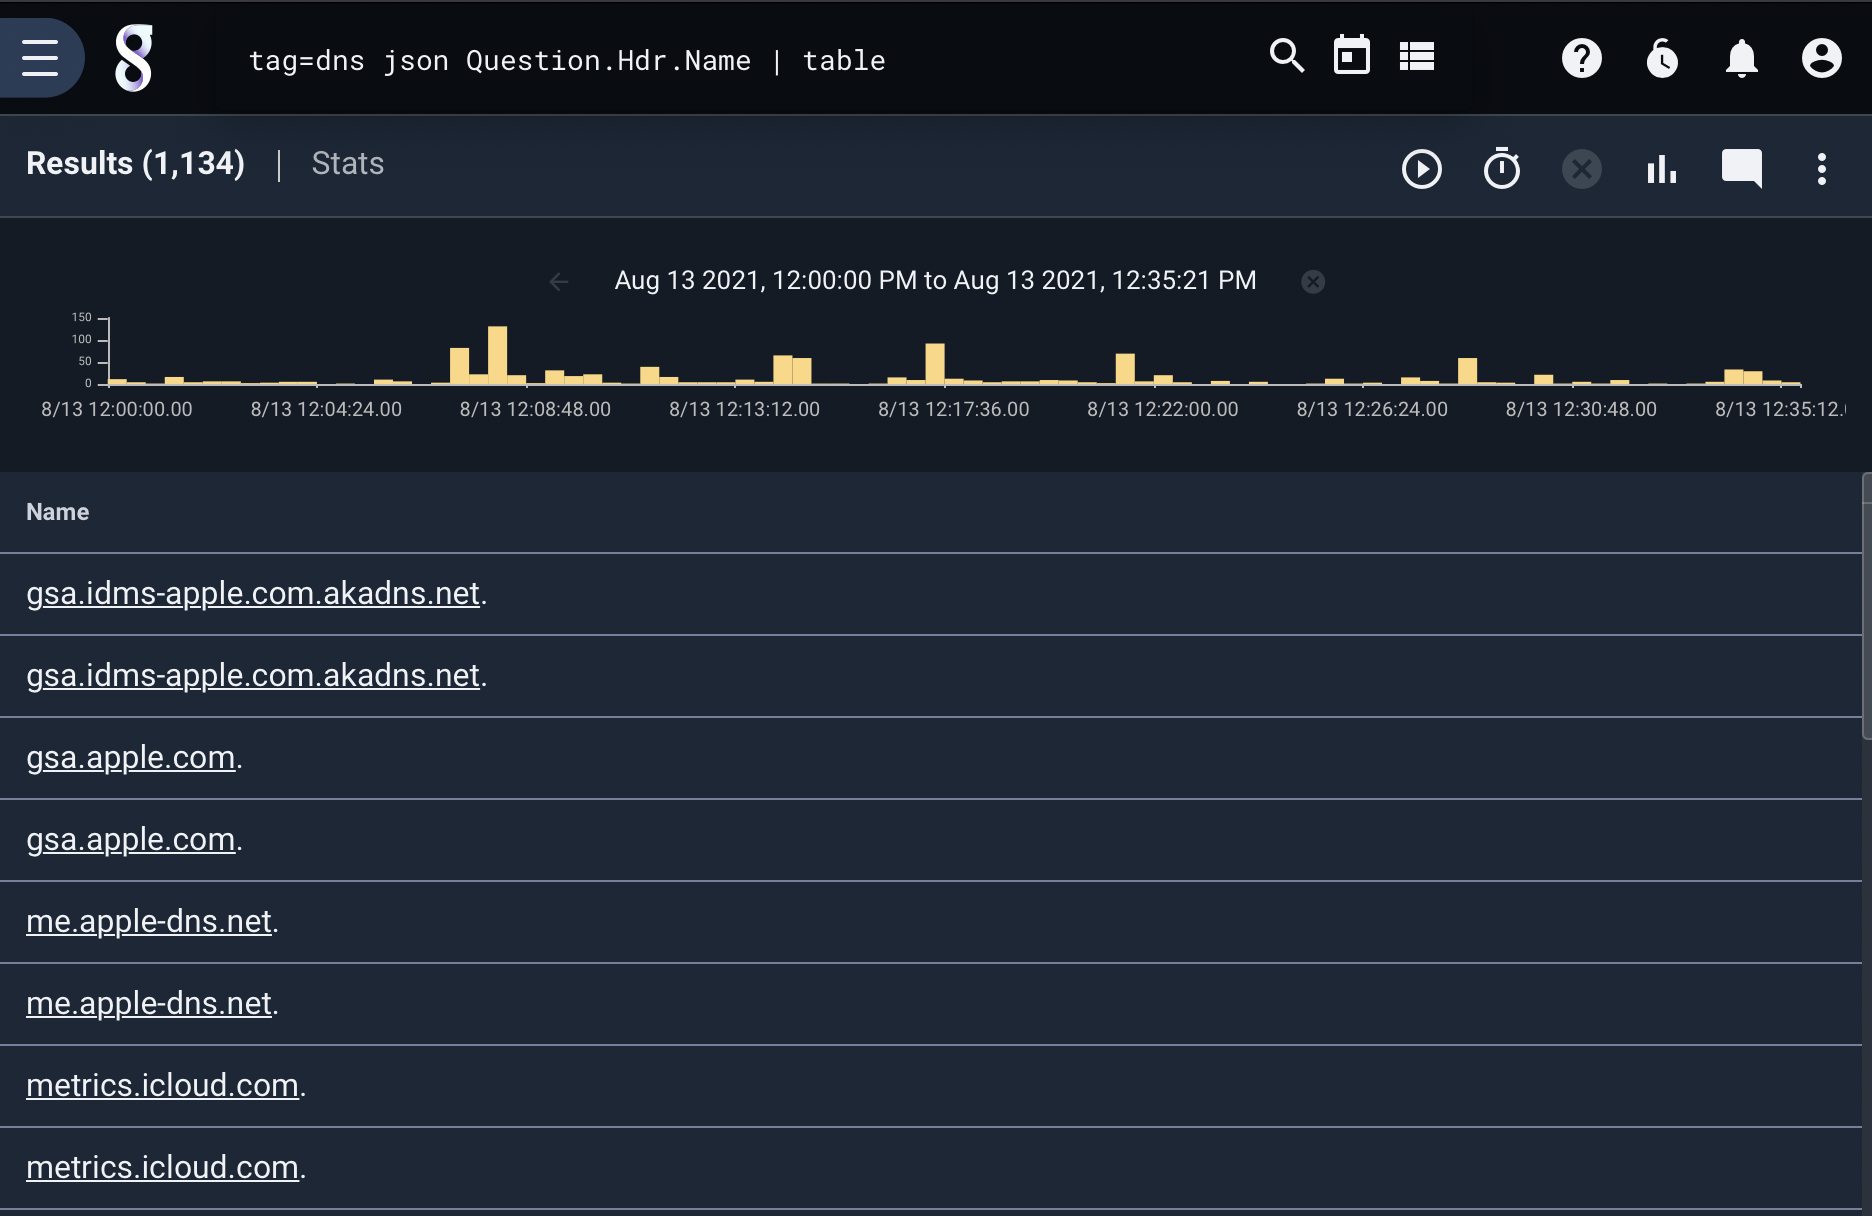 tag=dns json Question.Hdr.Name | table
Results (1,134) | Stats
Aug 13 2021, 12:00:00 PM to Aug 13 2021, 12:35:21 PM
150
100
50
0
8/13 12:00:00.00 8/13 12:04:24.00 8/13 12:08:48.00 8/13 12:13:12.00 8/13 12:17:36.00 8/13 12:22:00.00 8/13 12:26:24.00 8/13 12:30:48.00 8/13 12:35:12.
Name
gsa.idms-apple.com.akadns.net.
gsa.idms-apple.com.akadns.net.
gsa.apple.com.
gsa.apple.com.
me.apple-dns.net.
me.apple-dns.net.
metrics.icloud.com.
metrics.icloud.com.